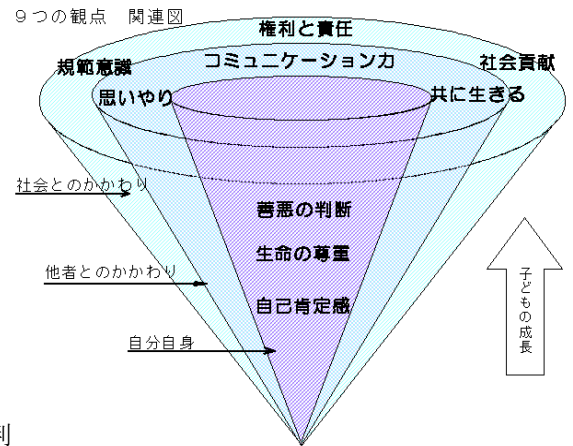 ９つの観点　関連図
権利と責任
規範意識
コミュニケーション力
社会貢献
思いやり
共に生きる
社会とのかかわり
善悪の判断
生命の尊重
他者とのかかわり
自己肯定感
子どもの成長
自分自身